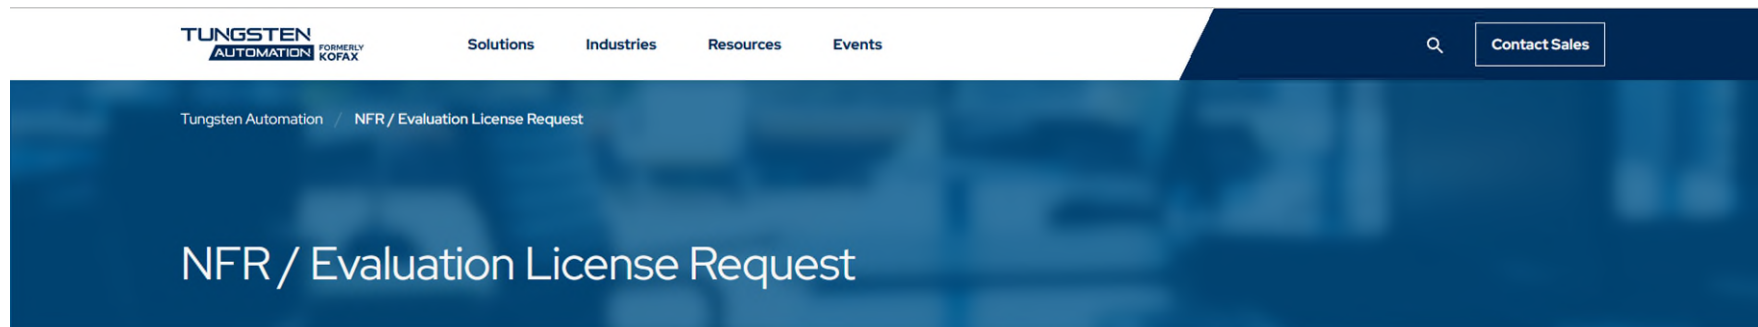 TUNGSTEN
AUTOMATION FORMERLY KOFAX
Solutions Industries Resources Events
Contact Sales
Tungsten Automation / NFR / Evaluation License Request
NFR / Evaluation License Request